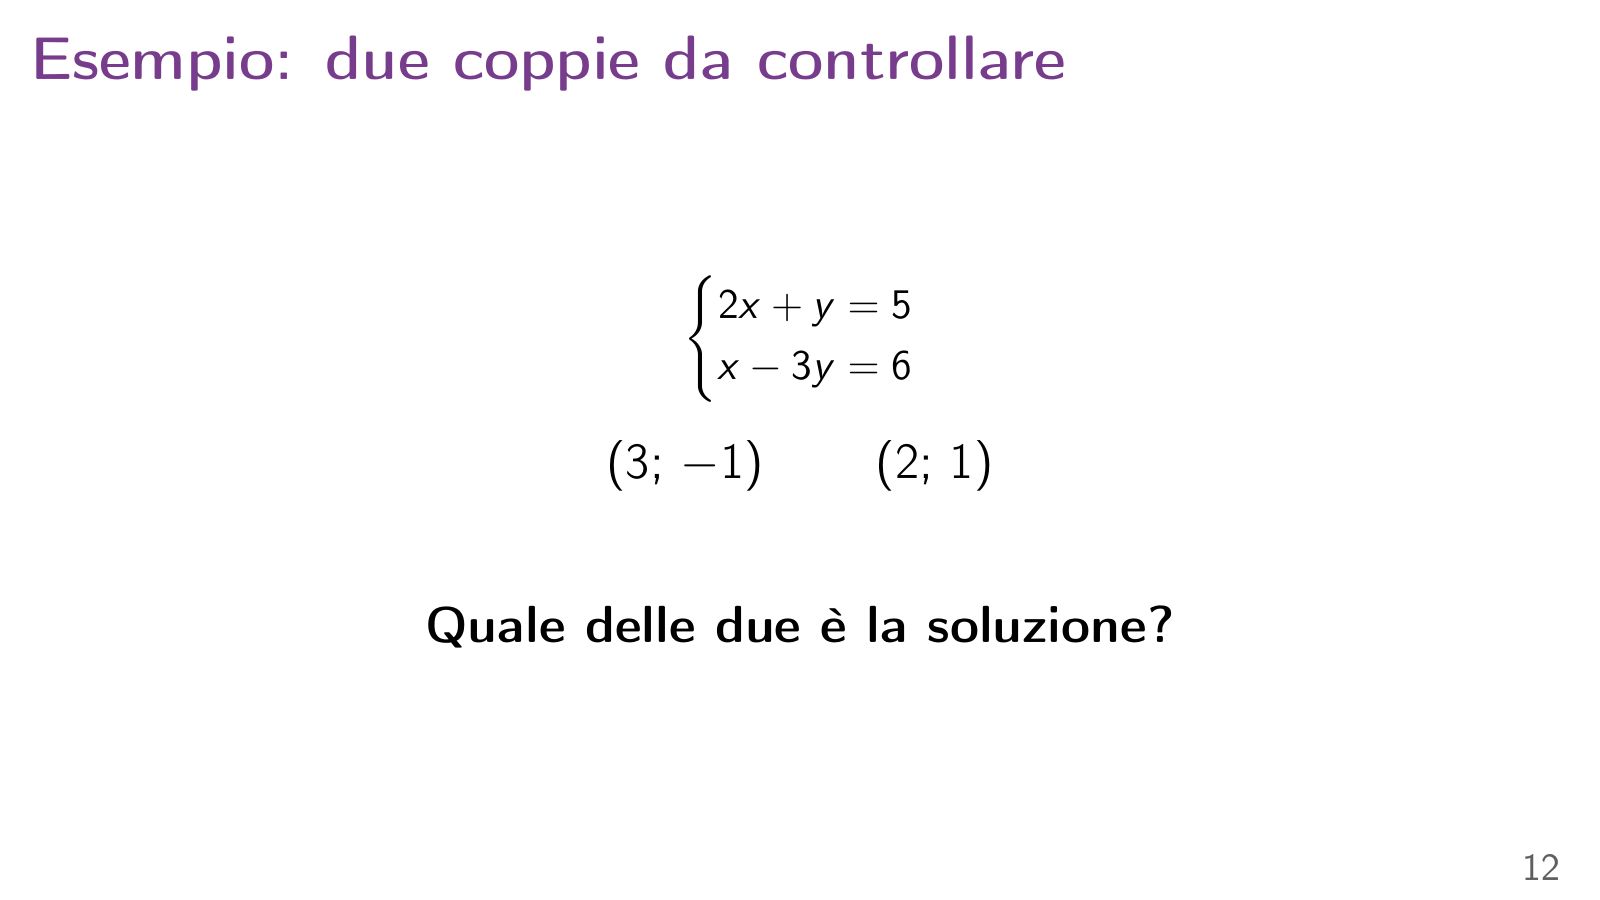 Esempio: due coppie da controllare
2x + y = 5
x − 3y = 6
(3; −1) (2; 1)
Quale delle due è la soluzione?
12